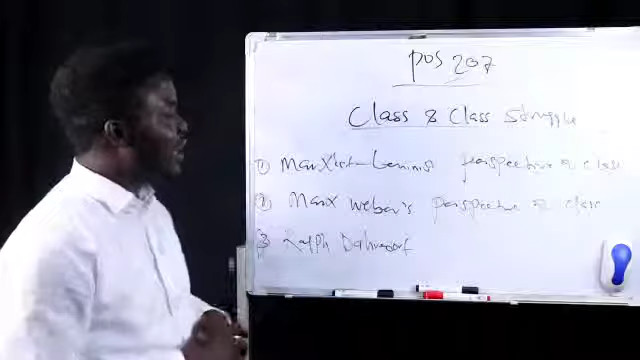 POS 207
Class & Class Struggle
① Marxist-Leninist perspective of class
② Marx Weber's perspective of class
③ Ralph Dahrendorf